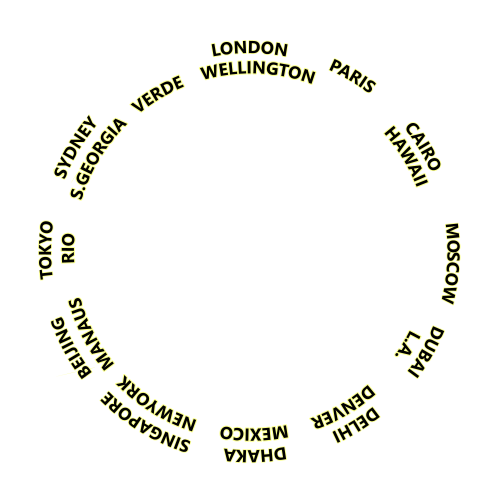 LONDON
WELLINGTON
PARIS
CAIRO
HAWAII
MOSCOW
DUBAI
L.A.
DELHI
DENVER
DHAKA
MEXICO
SINGAPORE
NEWYORK
BEIJING
MANAUS
TOKYO
RIO
SYDNEY
S.GEORGIA
VERDE